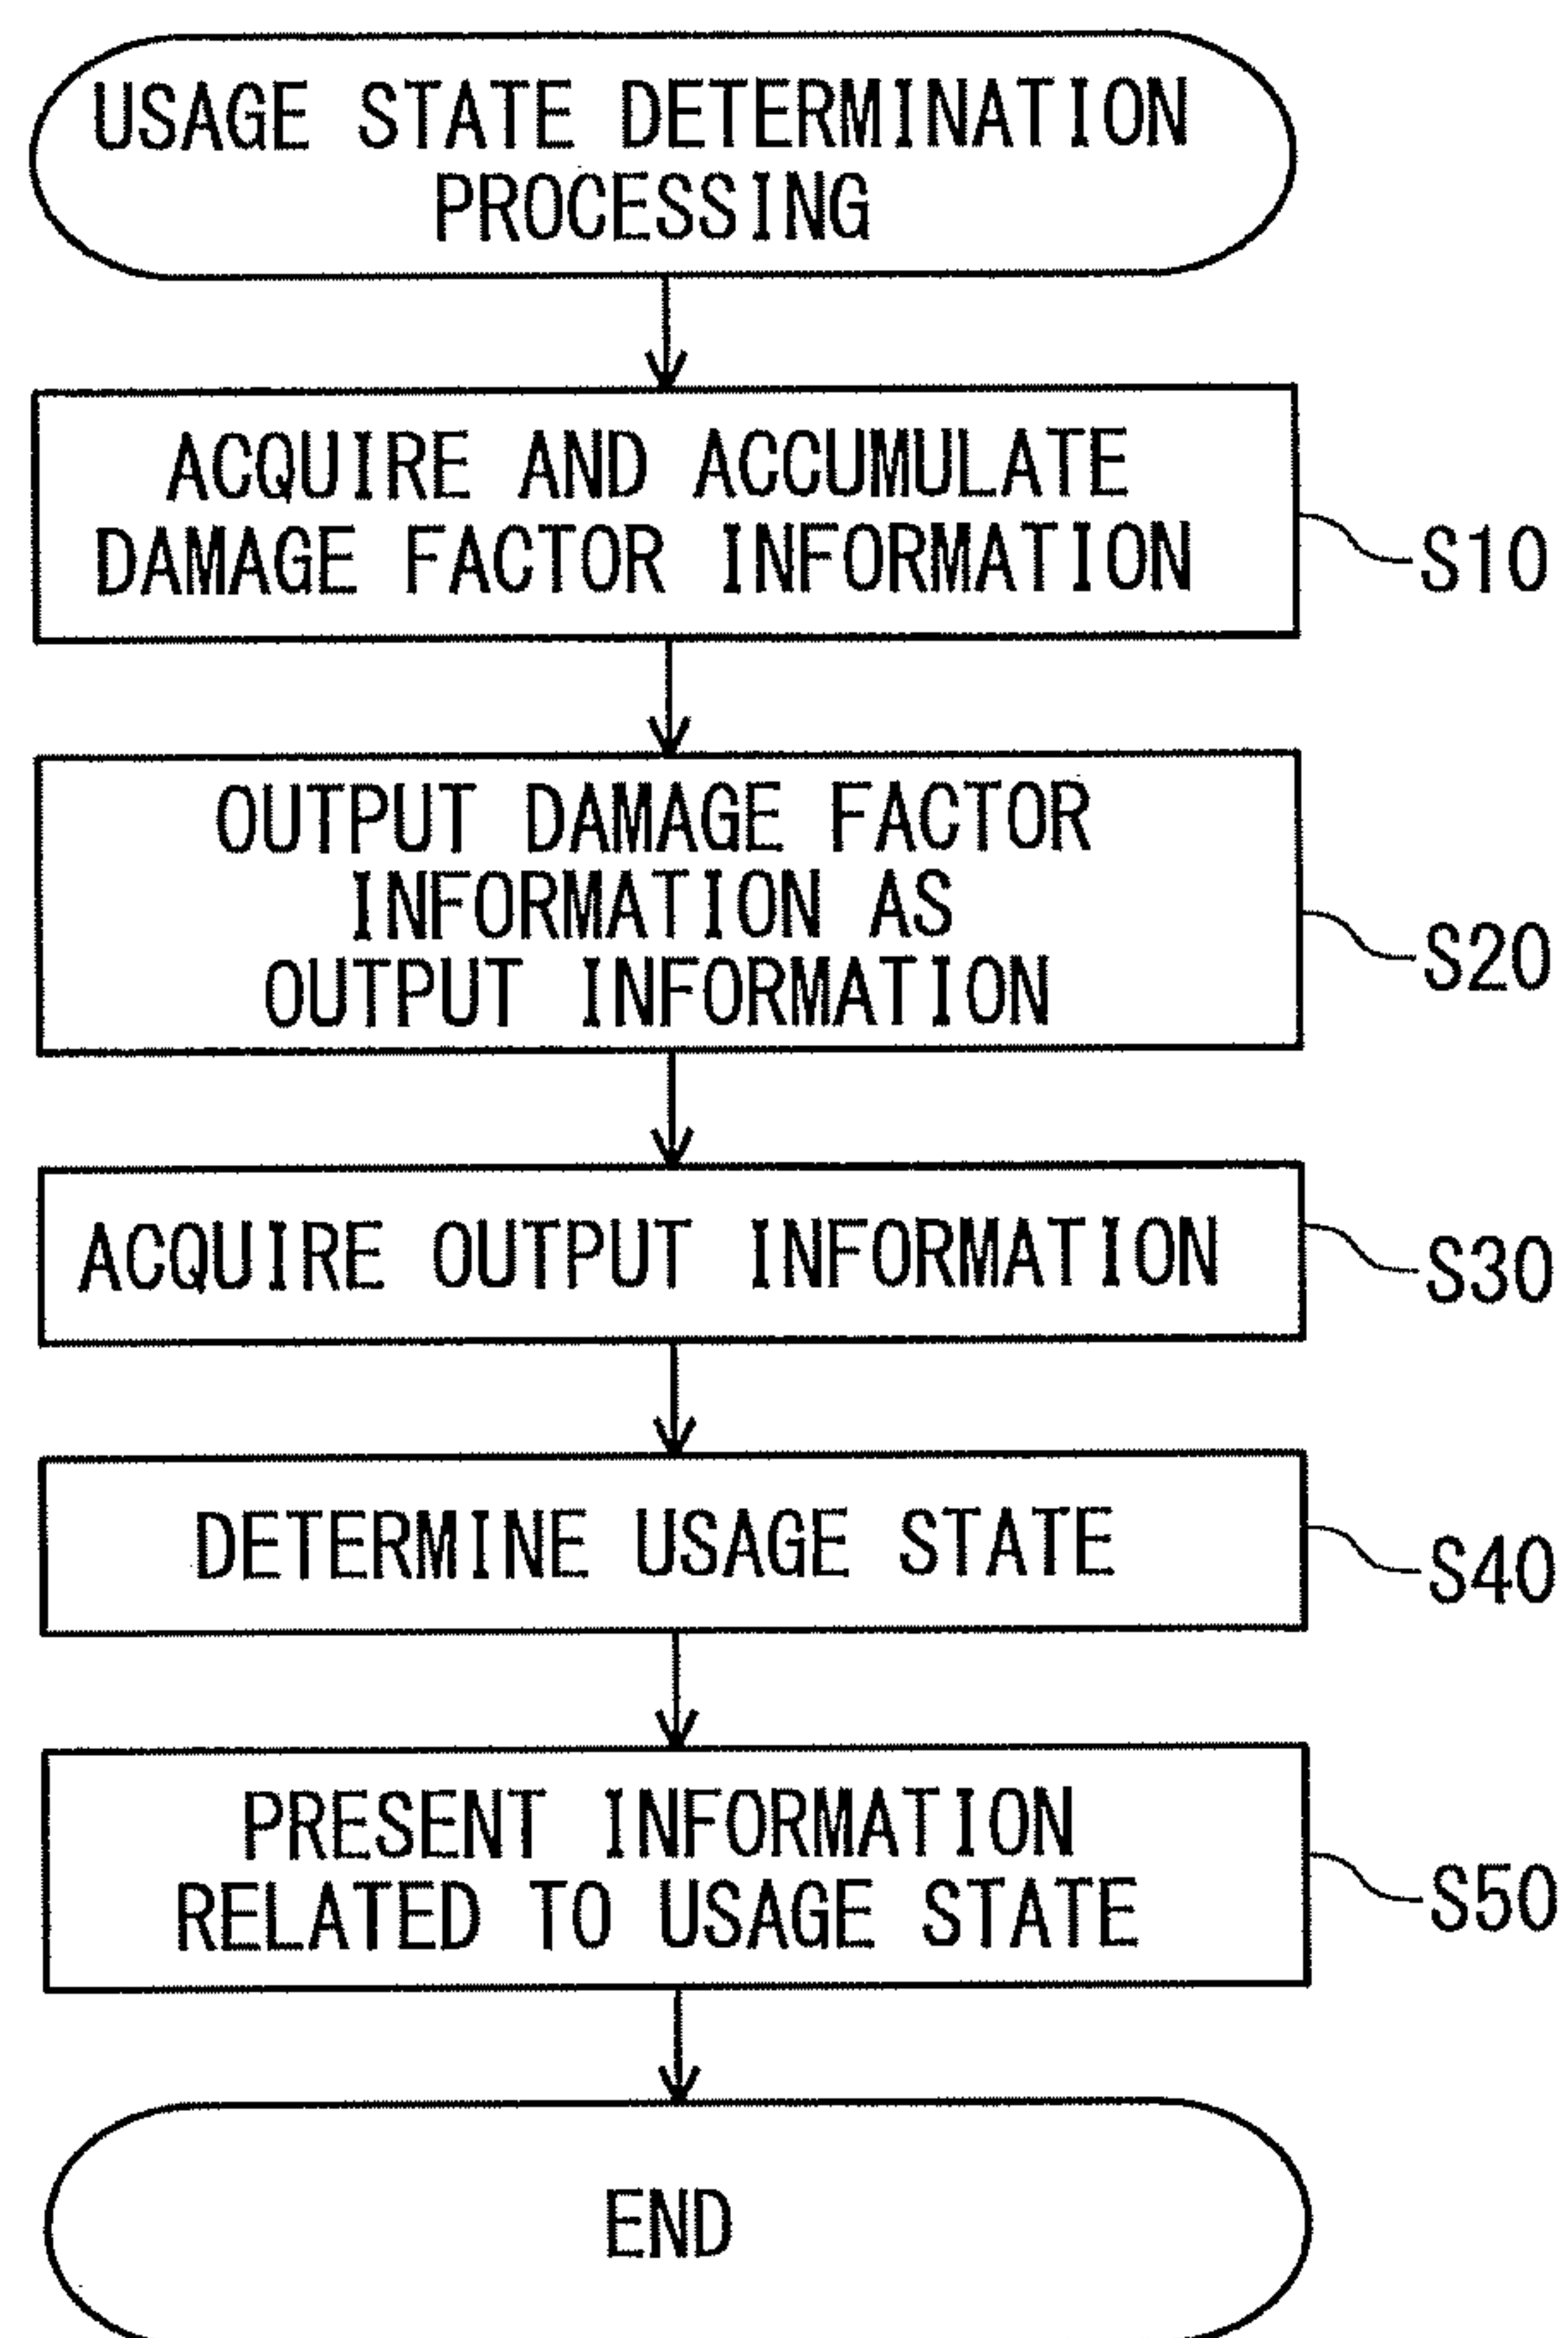 USAGE STATE DETERMINATION
PROCESSING
ACQUIRE AND ACCUMULATE
DAMAGE FACTOR INFORMATION
S10
OUTPUT DAMAGE FACTOR
INFORMATION AS
OUTPUT INFORMATION
S20
ACQUIRE OUTPUT INFORMATION
S30
DETERMINE USAGE STATE
S40
PRESENT INFORMATION
RELATED TO USAGE STATE
S50
END